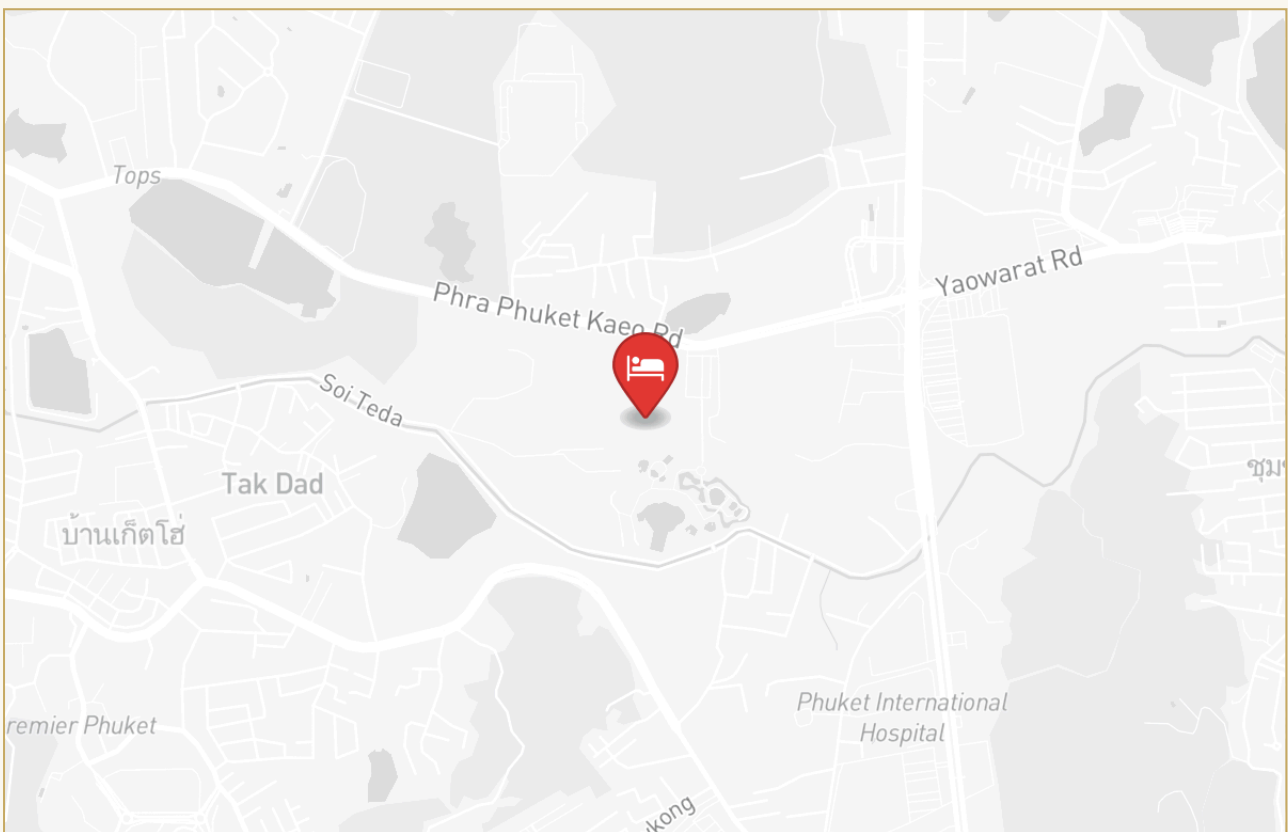 Tops
Phra Phuket Kaeo Rd
Yaowarat Rd
Soi Teda
Tak Dad
บ้านเก็ตโฮ่
Phuket International
Hospital
remier Phuket
kong